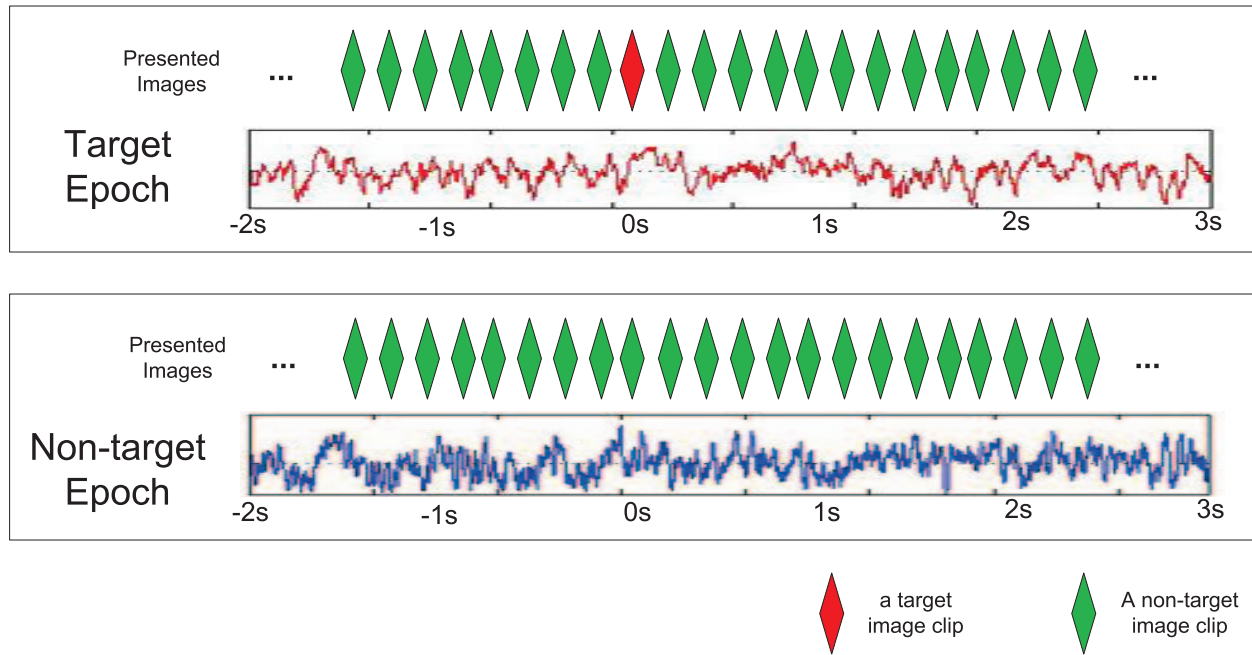 Presented
Images
...
...
Target
Epoch
-2s
-1s
0s
1s
2s
3s
Presented
Images
...
...
Non-target
Epoch
-2s
-1s
0s
1s
2s
3s
a target
image clip
A non-target
image clip